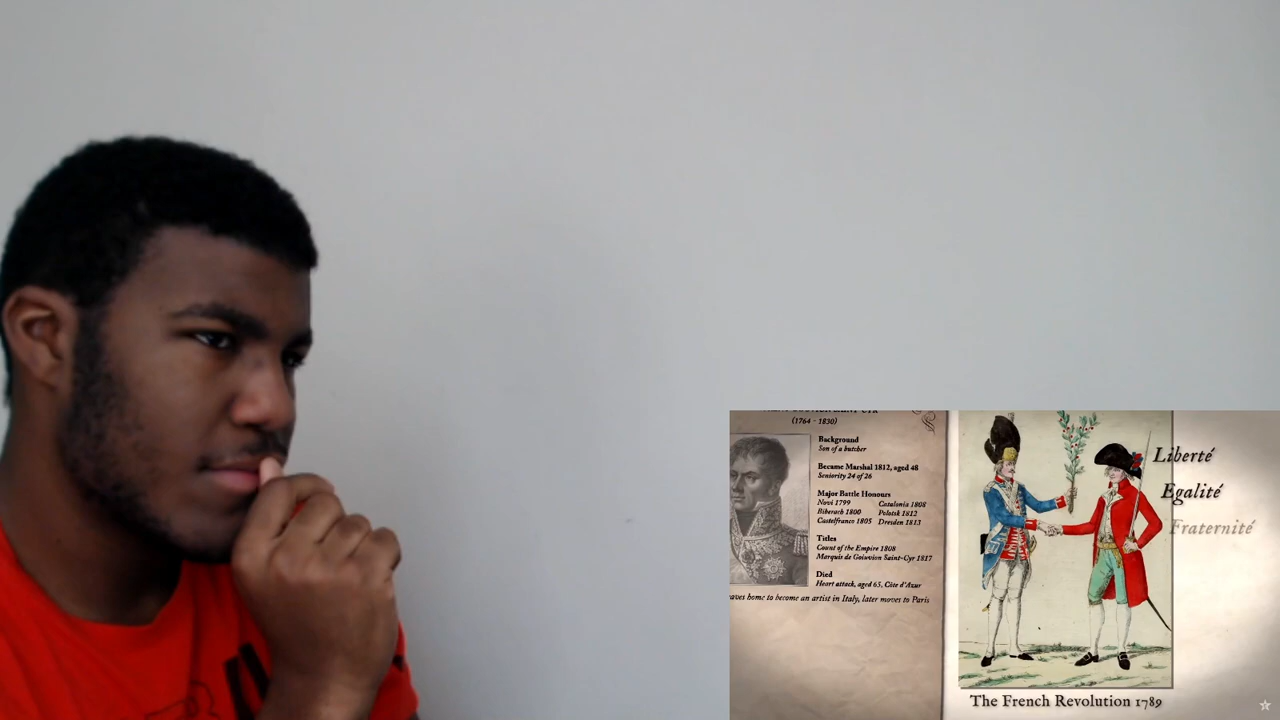 (1764 - 1830)
Background
Son of a butcher
Became Marshal 1812, aged 48
Seniority 24 of 26
Major Battle Honours
Novi 1799 Catalonia 1808
Biberach 1800 Polotsk 1812
Castelfranco 1805 Dresden 1813
Titles
Count of the Empire 1808
Marquis de Gouvion Saint-Cyr 1817
Died
Heart attack, aged 65, Côte d'Azur
aves home to become an artist in Italy, later moves to Paris
Liberté
Egalité
Fraternité
The French Revolution 1789